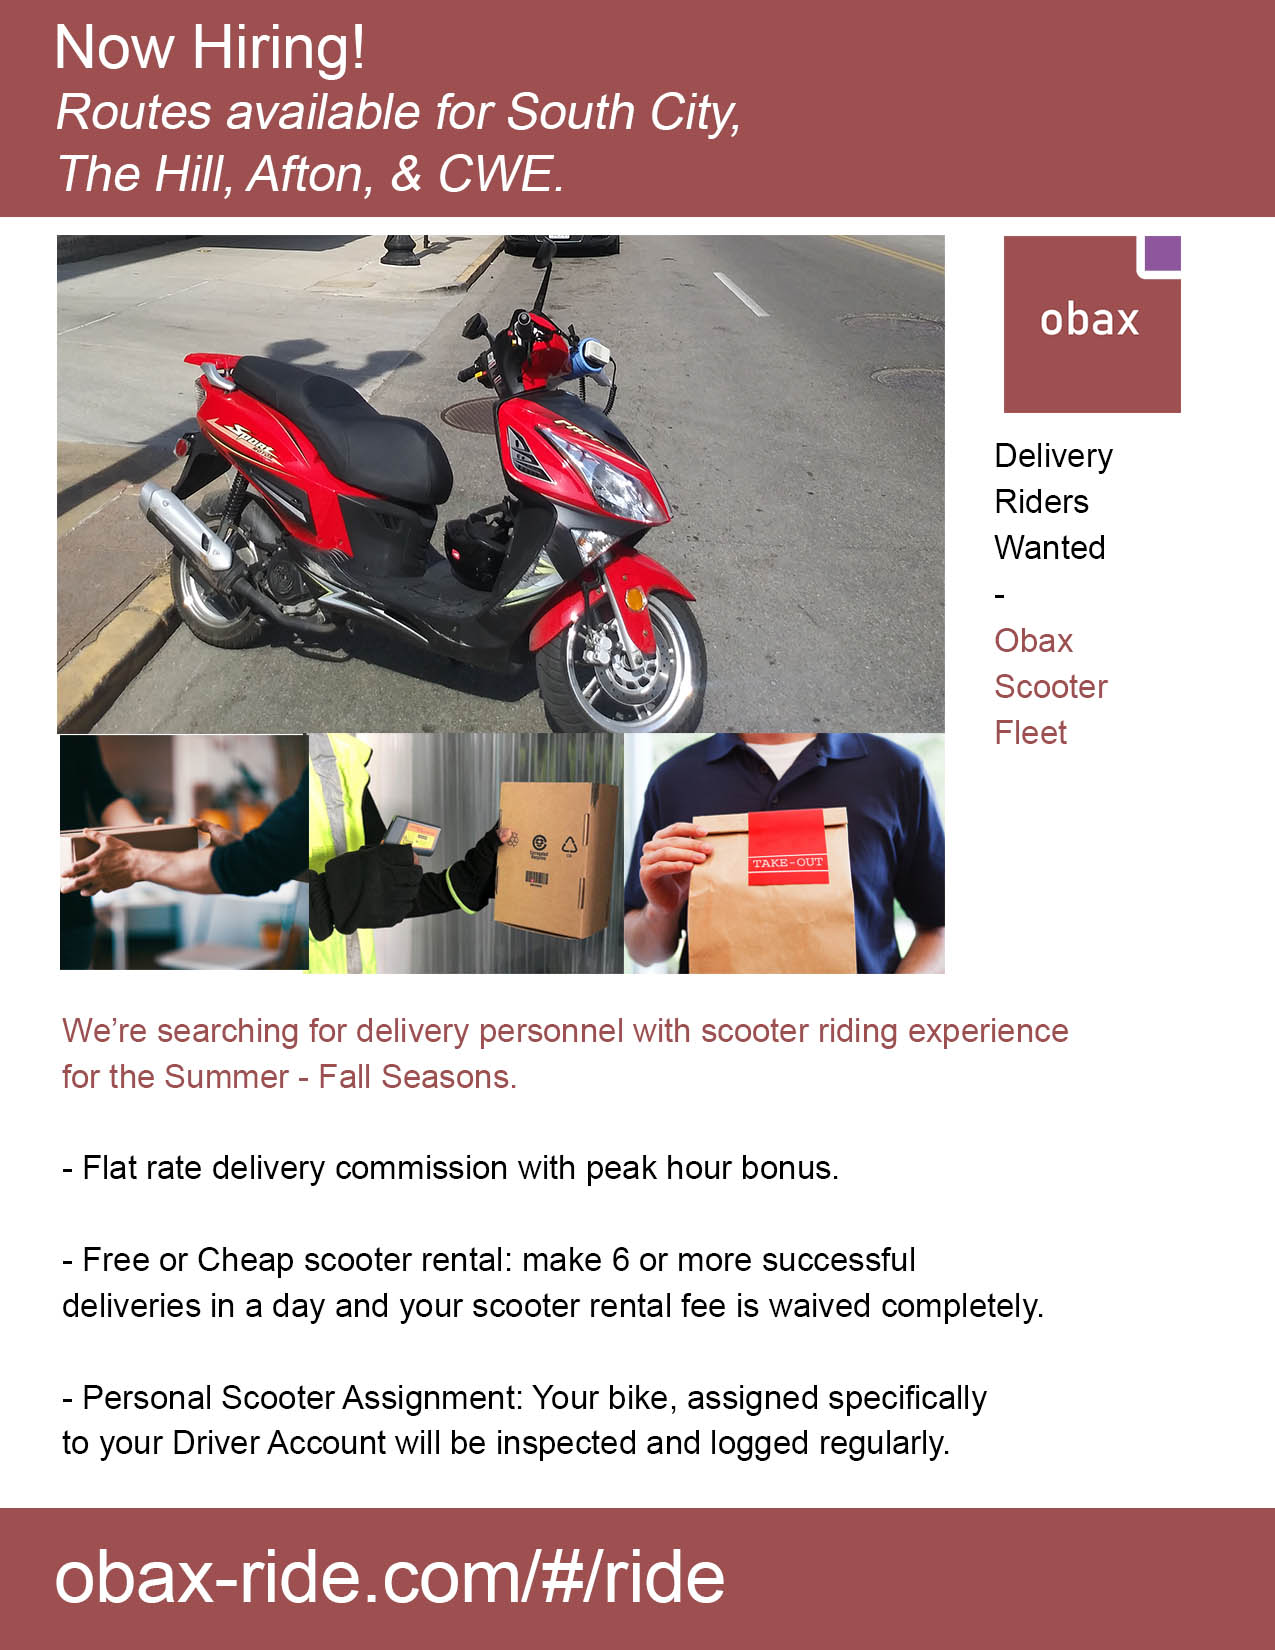 Now Hiring!
Routes available for South City,
The Hill, Afton, & CWE.
obax
Delivery
Riders
Wanted
-
Obax
Scooter
Fleet
SPORT
TAKE-OUT
We’re searching for delivery personnel with scooter riding experience
for the Summer - Fall Seasons.
- Flat rate delivery commission with peak hour bonus.
- Free or Cheap scooter rental: make 6 or more successful
deliveries in a day and your scooter rental fee is waived completely.
- Personal Scooter Assignment: Your bike, assigned specifically
to your Driver Account will be inspected and logged regularly.
obax-ride.com/#/ride